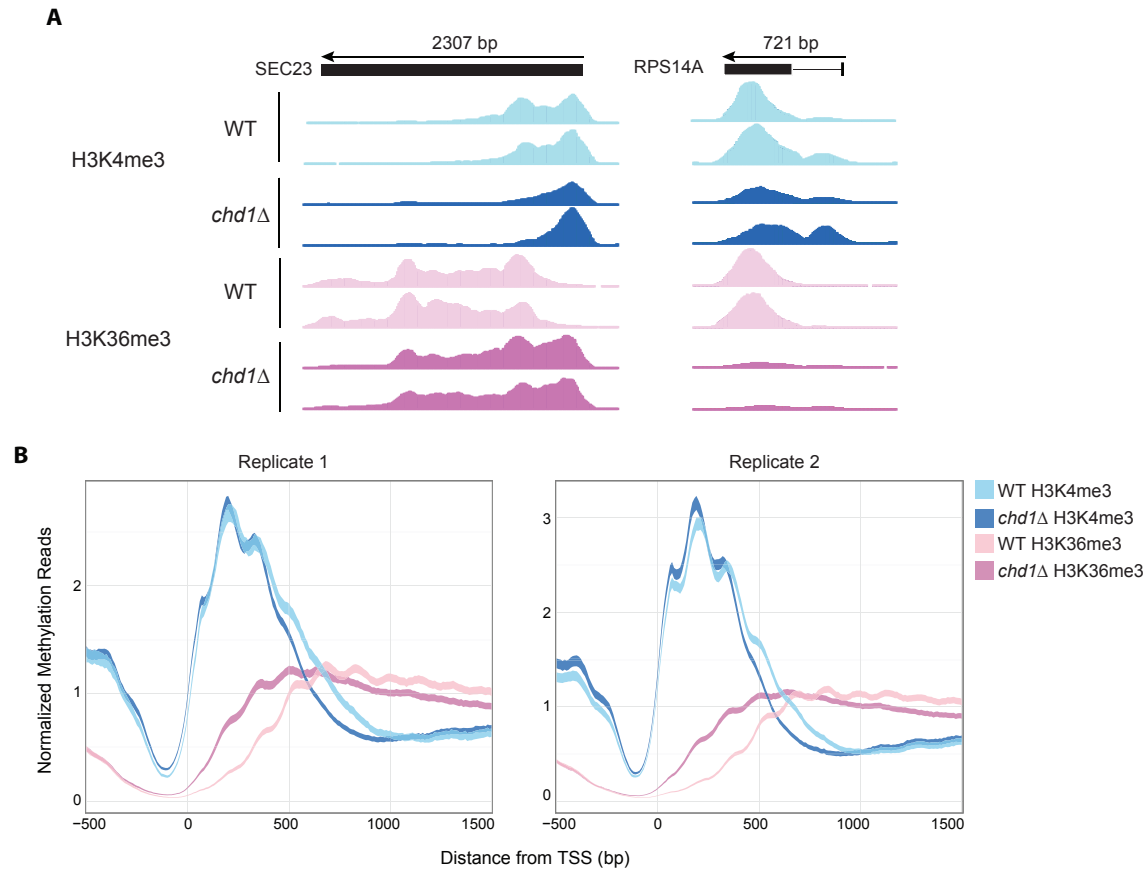 A
2307 bp
721 bp
SEC23
RPS14A
WT
H3K4me3
chd1Δ
WT
H3K36me3
chd1Δ
B
Replicate 1
Replicate 2
WT H3K4me3
chd1Δ H3K4me3
WT H3K36me3
chd1Δ H3K36me3
Normalized Methylation Reads
2
1
0
3
2
1
0
−500 0 500 1000 1500
−500 0 500 1000 1500
Distance from TSS (bp)